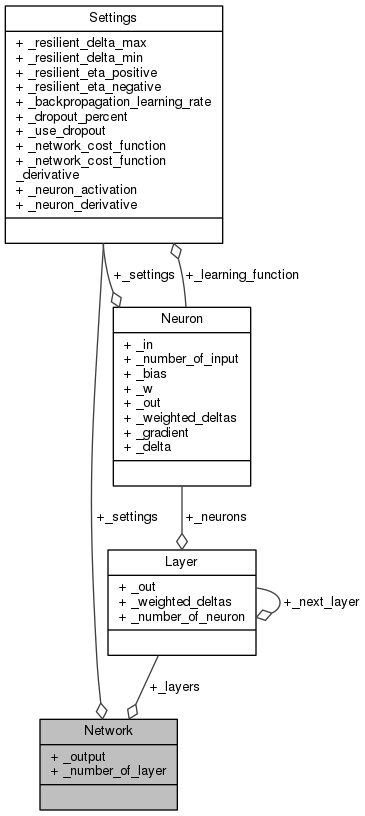 Settings
+ _resilient_delta_max
+ _resilient_delta_min
+ _resilient_eta_positive
+ _resilient_eta_negative
+ _backpropagation_learning_rate
+ _dropout_percent
+ _use_dropout
+ _network_cost_function
+ _network_cost_function
_derivative
+ _neuron_activation
+ _neuron_derivative
+_settings
+_learning_function
Neuron
+ _in
+ _number_of_input
+ _bias
+ _w
+ _out
+ _weighted_deltas
+ _gradient
+ _delta
+_settings
+_neurons
Layer
+ _out
+ _weighted_deltas
+ _number_of_neuron
+_next_layer
+_layers
Network
+ _output
+ _number_of_layer